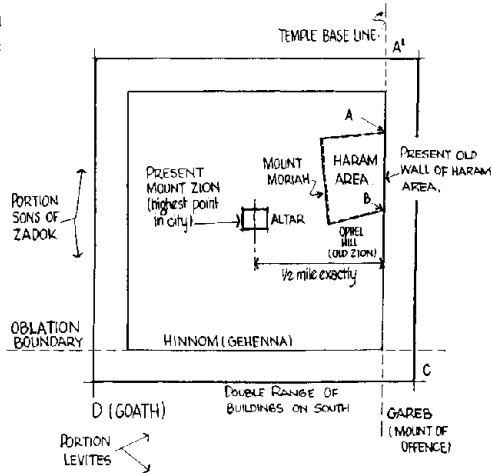 TEMPLE BASE LINE.
A'
A
MOUNT
MORIAH
HARAM
AREA.
PRESENT OLD
WALL OF HARAM
AREA.
B
PRESENT
MOUNT ZION
(highest point
in city)
ALTAR
OPHEL
HILL
(OLD ZION)
PORTION
SONS OF
ZADOK
1/2 mile exactly
OBLATION
BOUNDARY
HINNOM (GEHENNA)
C
D (GOATH)
DOUBLE RANGE OF
BUILDINGS ON SOUTH
GAREB
(MOUNT OF
OFFENCE)
PORTION
LEVITES